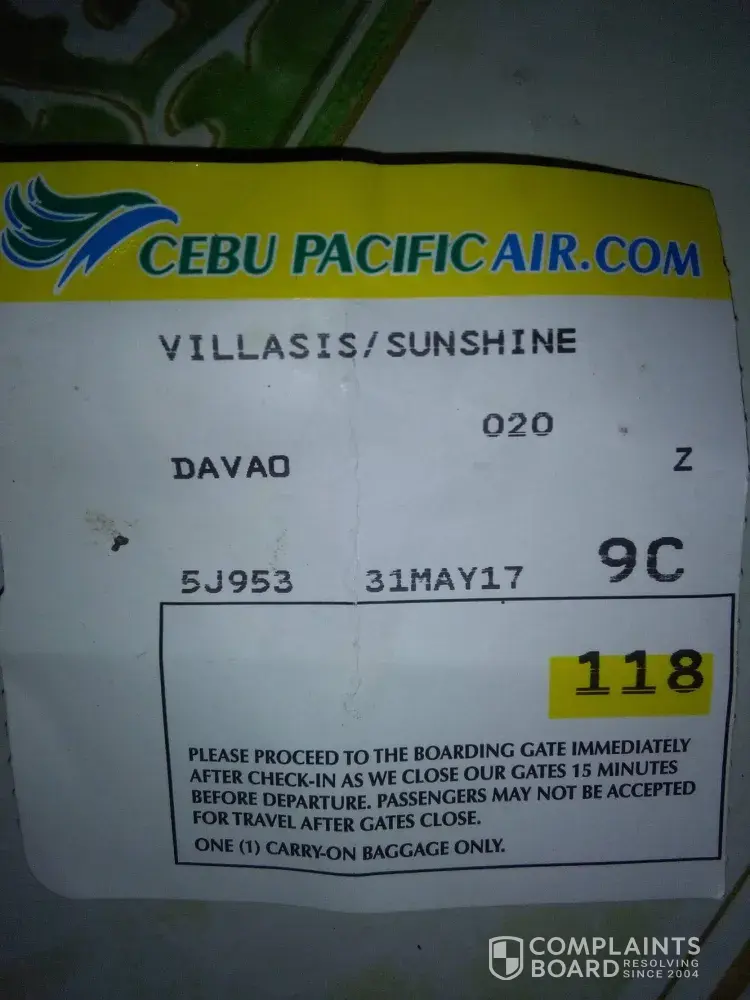 CEBU PACIFIC AIR.COM
VILLASIS/SUNSHINE
020
DAVAO Z
5J953 31MAY17 9C
118
PLEASE PROCEED TO THE BOARDING GATE IMMEDIATELY
AFTER CHECK-IN AS WE CLOSE OUR GATES 15 MINUTES
BEFORE DEPARTURE. PASSENGERS MAY NOT BE ACCEPTED
FOR TRAVEL AFTER GATES CLOSE.
ONE (1) CARRY-ON BAGGAGE ONLY.
COMPLAINTS
BOARD RESOLVING
SINCE 2004